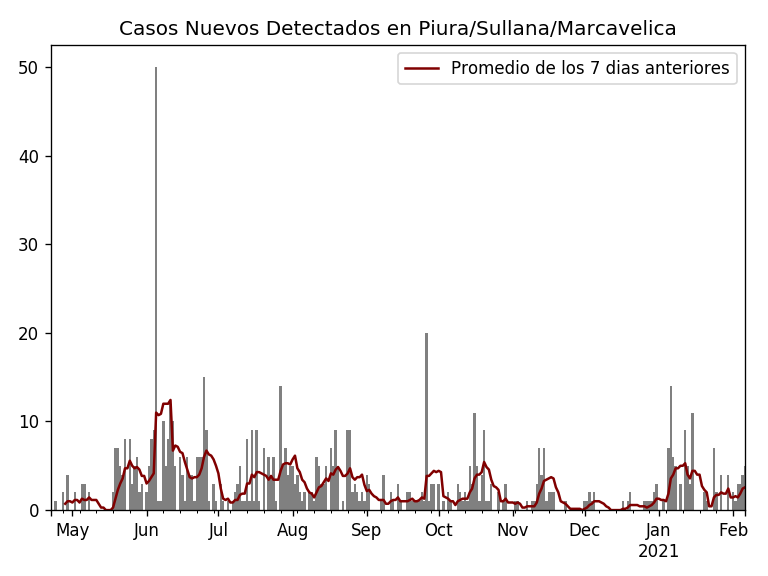 Casos Nuevos Detectados en Piura/Sullana/Marcavelica
Promedio de los 7 dias anteriores
50
40
30
20
10
0
May Jun Jul Aug Sep Oct Nov Dec Jan Feb
2021